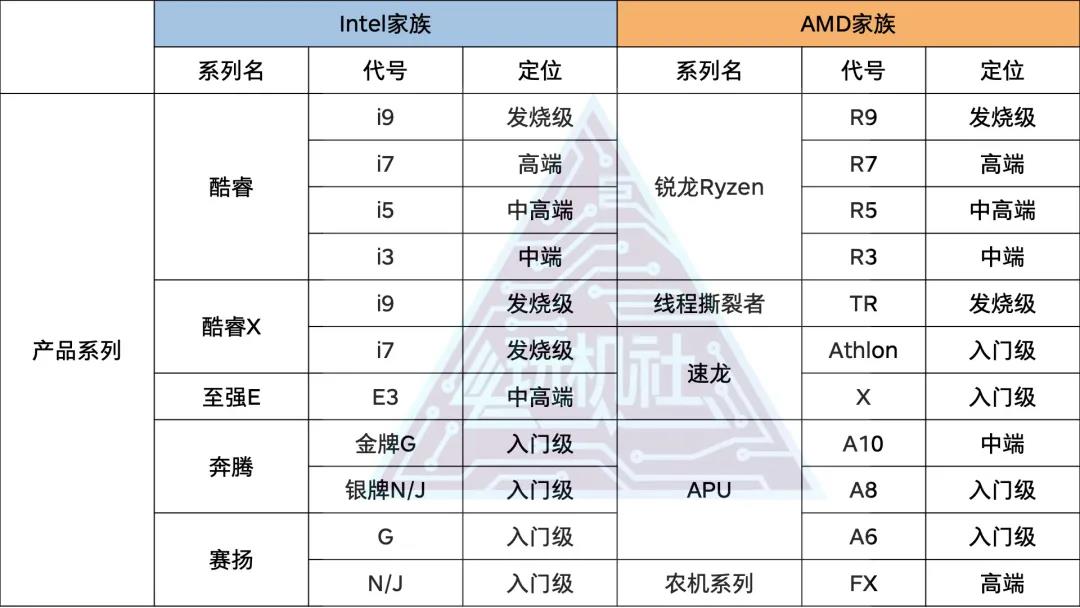 Intel家族 AMD家族
系列名 代号 定位 系列名 代号 定位
i9 发烧级 R9 发烧级
i7 高端 R7 高端
酷睿 锐龙Ryzen
i5 中高端 R5 中高端
i3 中端 R3 中端
i9 发烧级 线程撕裂者 TR 发烧级
酷睿X
产品系列 i7 发烧级 Athlon 入门级
速龙
至强E E3 中高端 X 入门级
金牌G 入门级 A10 中端
奔腾
银牌N/J 入门级 APU A8 入门级
G 入门级 A6 入门级
赛扬
N/J 入门级 农机系列 FX 高端